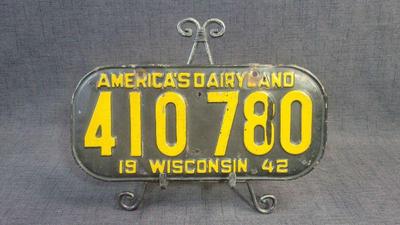 AMERICA'S DAIRYLAND
410 780
19 WISCONSIN 42